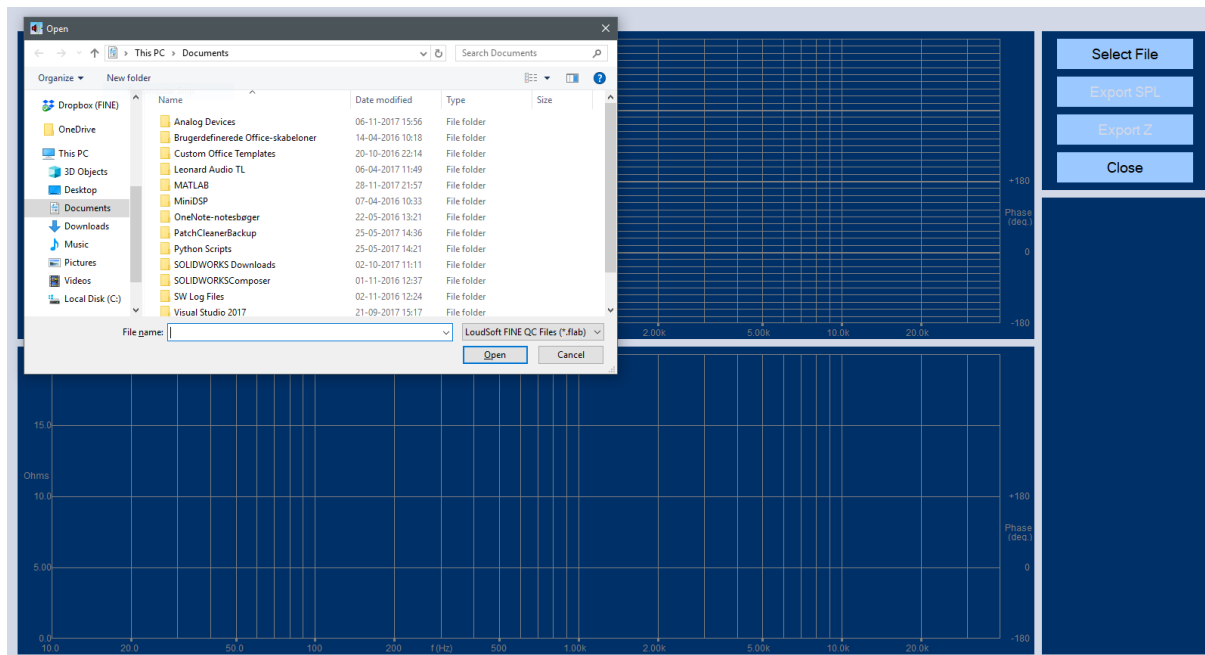 Open
This PC > Documents
Search Documents
Organize
New folder
Dropbox (FINE)
OneDrive
This PC
3D Objects
Desktop
Documents
Downloads
Music
Pictures
Videos
Local Disk (C:)
Name Date modified Type Size
Analog Devices 06-11-2017 15:56 File folder
Brugerdefinerede Office-skabeloner 14-04-2016 10:18 File folder
Custom Office Templates 20-10-2016 22:14 File folder
Leonard Audio TL 06-04-2017 11:49 File folder
MATLAB 28-11-2017 21:57 File folder
MiniDSP 07-04-2016 10:33 File folder
OneNote-notesbøger 22-05-2016 13:21 File folder
PatchCleanerBackup 25-05-2017 14:36 File folder
Python Scripts 25-05-2017 14:21 File folder
SOLIDWORKS Downloads 02-10-2017 11:11 File folder
SOLIDWORKSComposer 01-11-2016 12:37 File folder
SW Log Files 02-11-2016 12:24 File folder
Visual Studio 2017 21-09-2017 15:17 File folder
File name:
LoudSoft FINE QC Files (*.flab)
Open
Cancel
Select File
Export SPL
Export Z
Close
+180
Phase
(deg.)
0
-180
2.00k 5.00k 10.0k 20.0k
15.0
Ohms
10.0
5.00
0.0
+180
Phase
(deg.)
0
-180
10.0 20.0 50.0 100 200 f (Hz) 500 1.00k 2.00k 5.00k 10.0k 20.0k